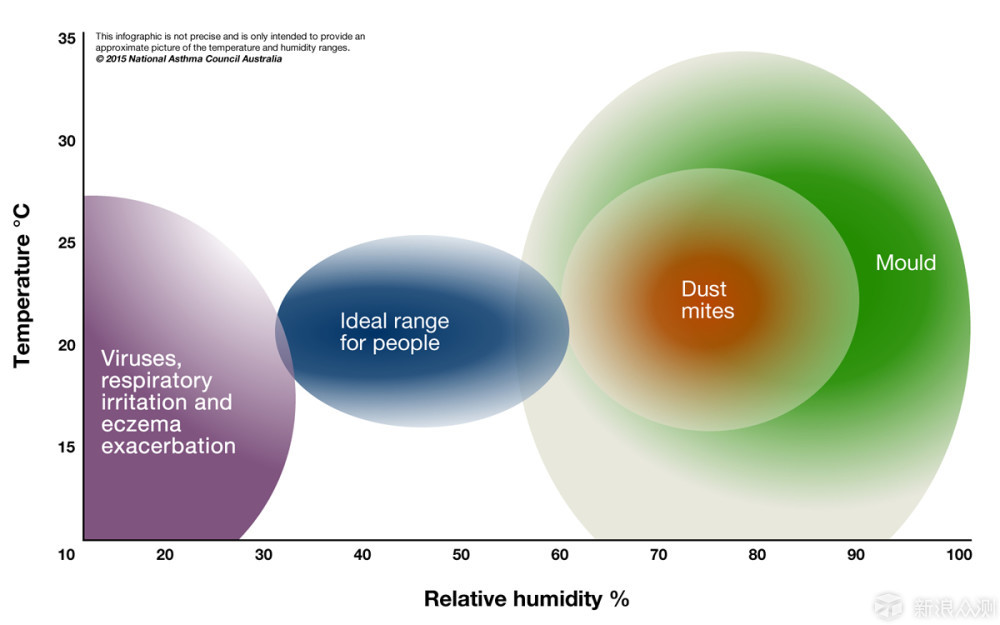 This infographic is not precise and is only intended to provide an
approximate picture of the temperature and humidity ranges.
© 2015 National Asthma Council Australia
35
30
25
20
15
10
Temperature °C
Viruses,
respiratory
irritation and
eczema
exacerbation
Ideal range
for people
Dust
mites
Mould
20
30
40
50
60
70
80
90
100
Relative humidity %
新浪众测